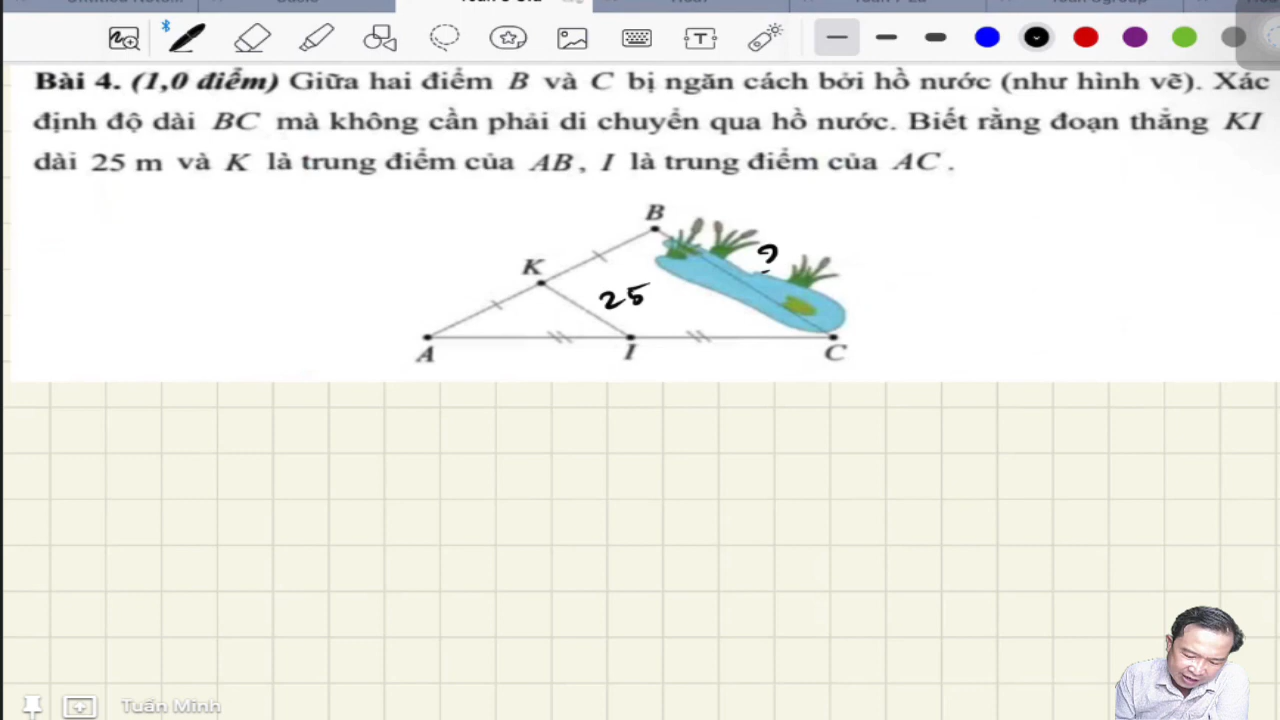 Bài 4. (1,0 điểm) Giữa hai điểm B và C bị ngăn cách bởi hồ nước (như hình vẽ). Xác
định độ dài BC mà không cần phải di chuyển qua hồ nước. Biết rằng đoạn thẳng KI
dài 25 m và K là trung điểm của AB, I là trung điểm của AC.
B
?
K
25
A
I
C
Tuấn Minh